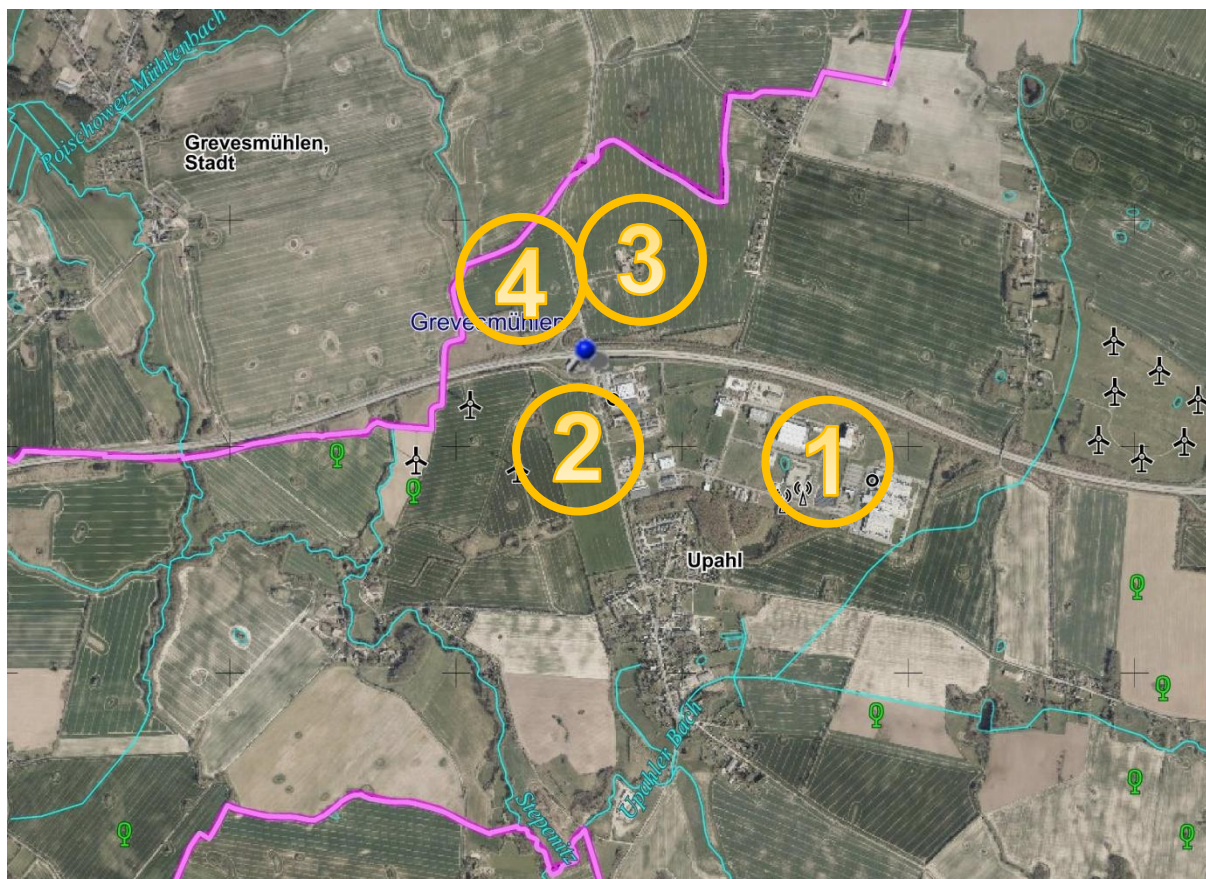 Poischower-Mühlenbach
Grevesmühlen,
Stadt
3
4
Grevesmühlen
2
1
Upahl
Upahler Bach
Stepenitz